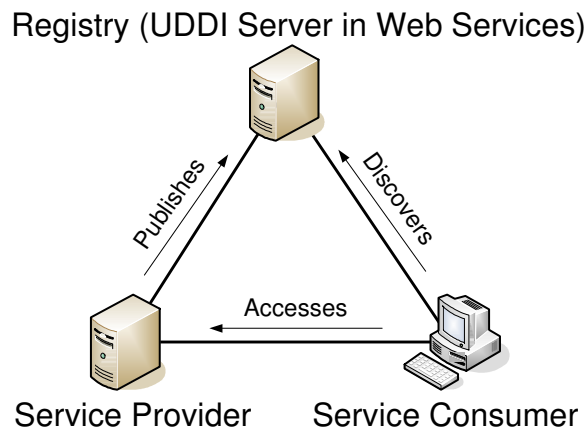 Registry (UDDI Server in Web Services)
Publishes
Discovers
Accesses
Service Provider
Service Consumer